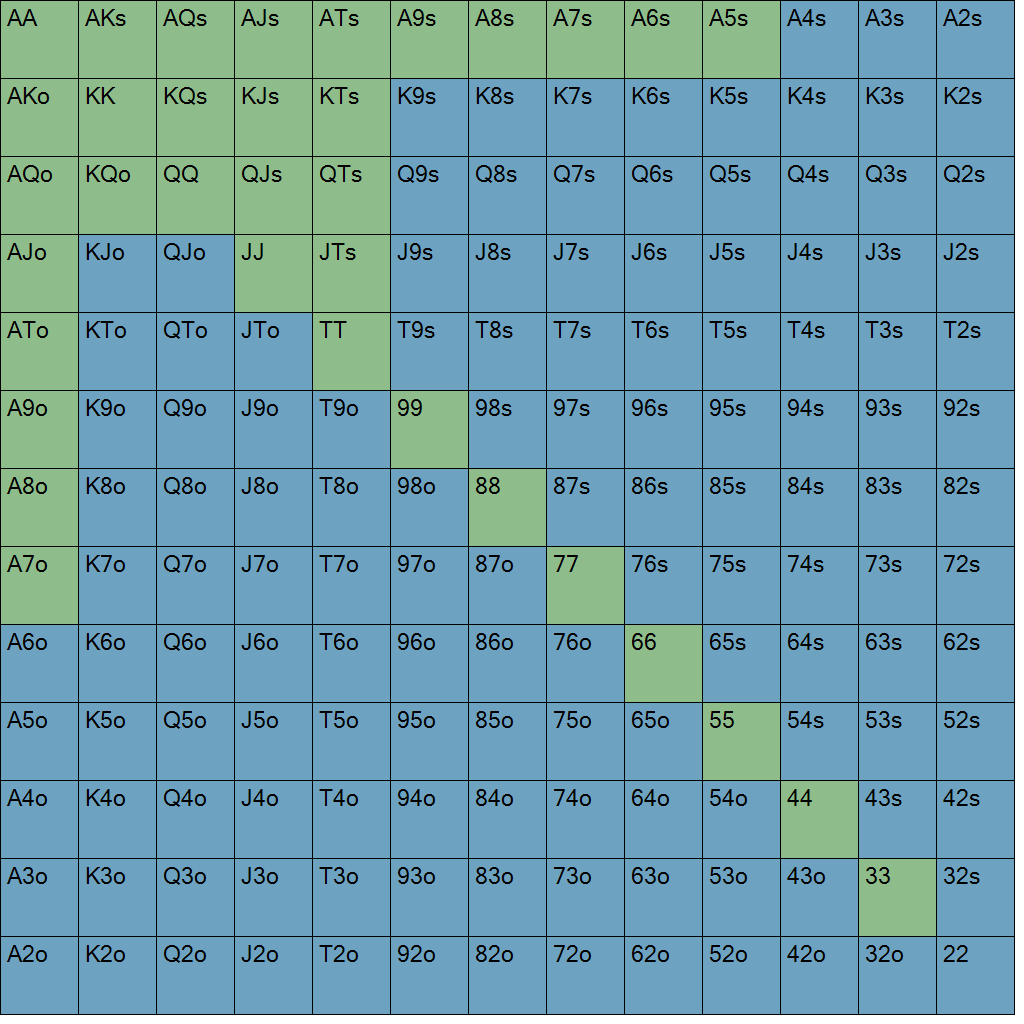 AA AKs AQs AJs ATs A9s A8s A7s A6s A5s A4s A3s A2s
AKo KK KQs KJs KTs K9s K8s K7s K6s K5s K4s K3s K2s
AQo KQo QQ QJs QTs Q9s Q8s Q7s Q6s Q5s Q4s Q3s Q2s
AJo KJo QJo JJ JTs J9s J8s J7s J6s J5s J4s J3s J2s
ATo KTo QTo JTo TT T9s T8s T7s T6s T5s T4s T3s T2s
A9o K9o Q9o J9o T9o 99 98s 97s 96s 95s 94s 93s 92s
A8o K8o Q8o J8o T8o 98o 88 87s 86s 85s 84s 83s 82s
A7o K7o Q7o J7o T7o 97o 87o 77 76s 75s 74s 73s 72s
A6o K6o Q6o J6o T6o 96o 86o 76o 66 65s 64s 63s 62s
A5o K5o Q5o J5o T5o 95o 85o 75o 65o 55 54s 53s 52s
A4o K4o Q4o J4o T4o 94o 84o 74o 64o 54o 44 43s 42s
A3o K3o Q3o J3o T3o 93o 83o 73o 63o 53o 43o 33 32s
A2o K2o Q2o J2o T2o 92o 82o 72o 62o 52o 42o 32o 22